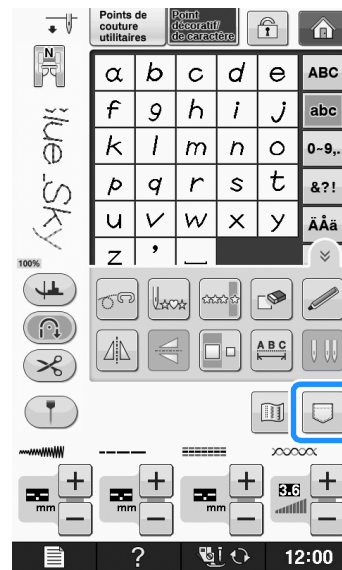 Points de couture utilitaires
Point décoratif/ de caractère
N
α b c d e ABC
f g h i j abc
k l m n o 0~9,.
p q r s t &?!
u v w x y ÄÅä
z ’ _
Blue Sky
100%
A B C
mm
mm
mm
3.6
12:00
?